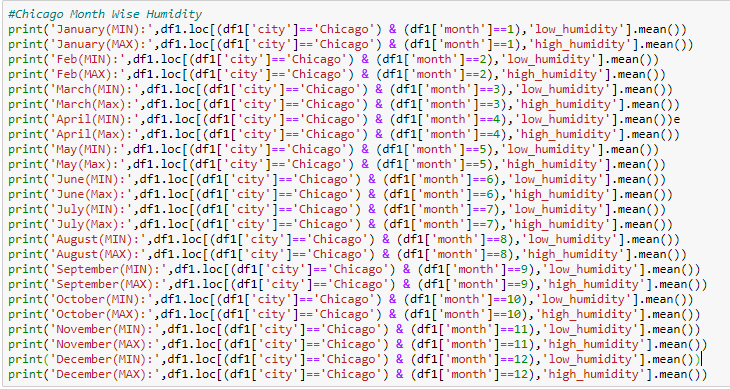 #Chicago Month Wise Humidity
print('January(MIN):',df1.loc[(df1['city']=='Chicago') & (df1['month']==1),'low_humidity'].mean())
print('January(MAX):',df1.loc[(df1['city']=='Chicago') & (df1['month']==1),'high_humidity'].mean())
print('Feb(MIN):',df1.loc[(df1['city']=='Chicago') & (df1['month']==2),'low_humidity'].mean())
print('Feb(MAX):',df1.loc[(df1['city']=='Chicago') & (df1['month']==2),'high_humidity'].mean())
print('March(MIN):',df1.loc[(df1['city']=='Chicago') & (df1['month']==3),'low_humidity'].mean())
print('March(Max):',df1.loc[(df1['city']=='Chicago') & (df1['month']==3),'high_humidity'].mean())
print('April(MIN):',df1.loc[(df1['city']=='Chicago') & (df1['month']==4),'low_humidity'].mean())e
print('April(Max):',df1.loc[(df1['city']=='Chicago') & (df1['month']==4),'high_humidity'].mean())
print('May(MIN):',df1.loc[(df1['city']=='Chicago') & (df1['month']==5),'low_humidity'].mean())
print('May(Max):',df1.loc[(df1['city']=='Chicago') & (df1['month']==5),'high_humidity'].mean())
print('June(MIN):',df1.loc[(df1['city']=='Chicago') & (df1['month']==6),'low_humidity'].mean())
print('June(Max):',df1.loc[(df1['city']=='Chicago') & (df1['month']==6),'high_humidity'].mean())
print('July(MIN):',df1.loc[(df1['city']=='Chicago') & (df1['month']==7),'low_humidity'].mean())
print('July(Max):',df1.loc[(df1['city']=='Chicago') & (df1['month']==7),'high_humidity'].mean())
print('August(MIN):',df1.loc[(df1['city']=='Chicago') & (df1['month']==8),'low_humidity'].mean())
print('August(MAX):',df1.loc[(df1['city']=='Chicago') & (df1['month']==8),'high_humidity'].mean())
print('September(MIN):',df1.loc[(df1['city']=='Chicago') & (df1['month']==9),'low_humidity'].mean())
print('September(MAX):',df1.loc[(df1['city']=='Chicago') & (df1['month']==9),'high_humidity'].mean())
print('October(MIN):',df1.loc[(df1['city']=='Chicago') & (df1['month']==10),'low_humidity'].mean())
print('October(MAX):',df1.loc[(df1['city']=='Chicago') & (df1['month']==10),'high_humidity'].mean())
print('November(MIN):',df1.loc[(df1['city']=='Chicago') & (df1['month']==11),'low_humidity'].mean())
print('November(MAX):',df1.loc[(df1['city']=='Chicago') & (df1['month']==11),'high_humidity'].mean())
print('December(MIN):',df1.loc[(df1['city']=='Chicago') & (df1['month']==12),'low_humidity'].mean())
print('December(MAX):',df1.loc[(df1['city']=='Chicago') & (df1['month']==12),'high_humidity'].mean())